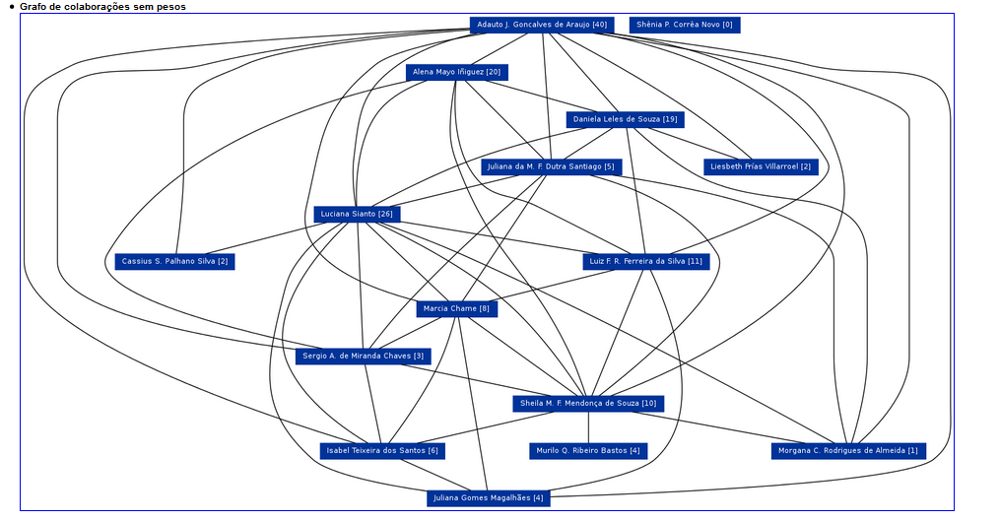 Grafo de colaborações sem pesos
Adauto J. Goncalves de Araujo [40]
Shênia P. Corrêa Novo [0]
Alena Mayo Iñiguez [20]
Daniela Leles de Souza [19]
Juliana da M. F. Dutra Santiago [5]
Liesbeth Frías Villarroel [2]
Luciana Sianto [26]
Cassius S. Palhano Silva [2]
Luiz F. R. Ferreira da Silva [11]
Marcia Chame [8]
Sergio A. de Miranda Chaves [3]
Sheila M. F. Mendonça de Souza [10]
Isabel Teixeira dos Santos [6]
Murilo Q. Ribeiro Bastos [4]
Morgana C. Rodrigues de Almeida [1]
Juliana Gomes Magalhães [4]